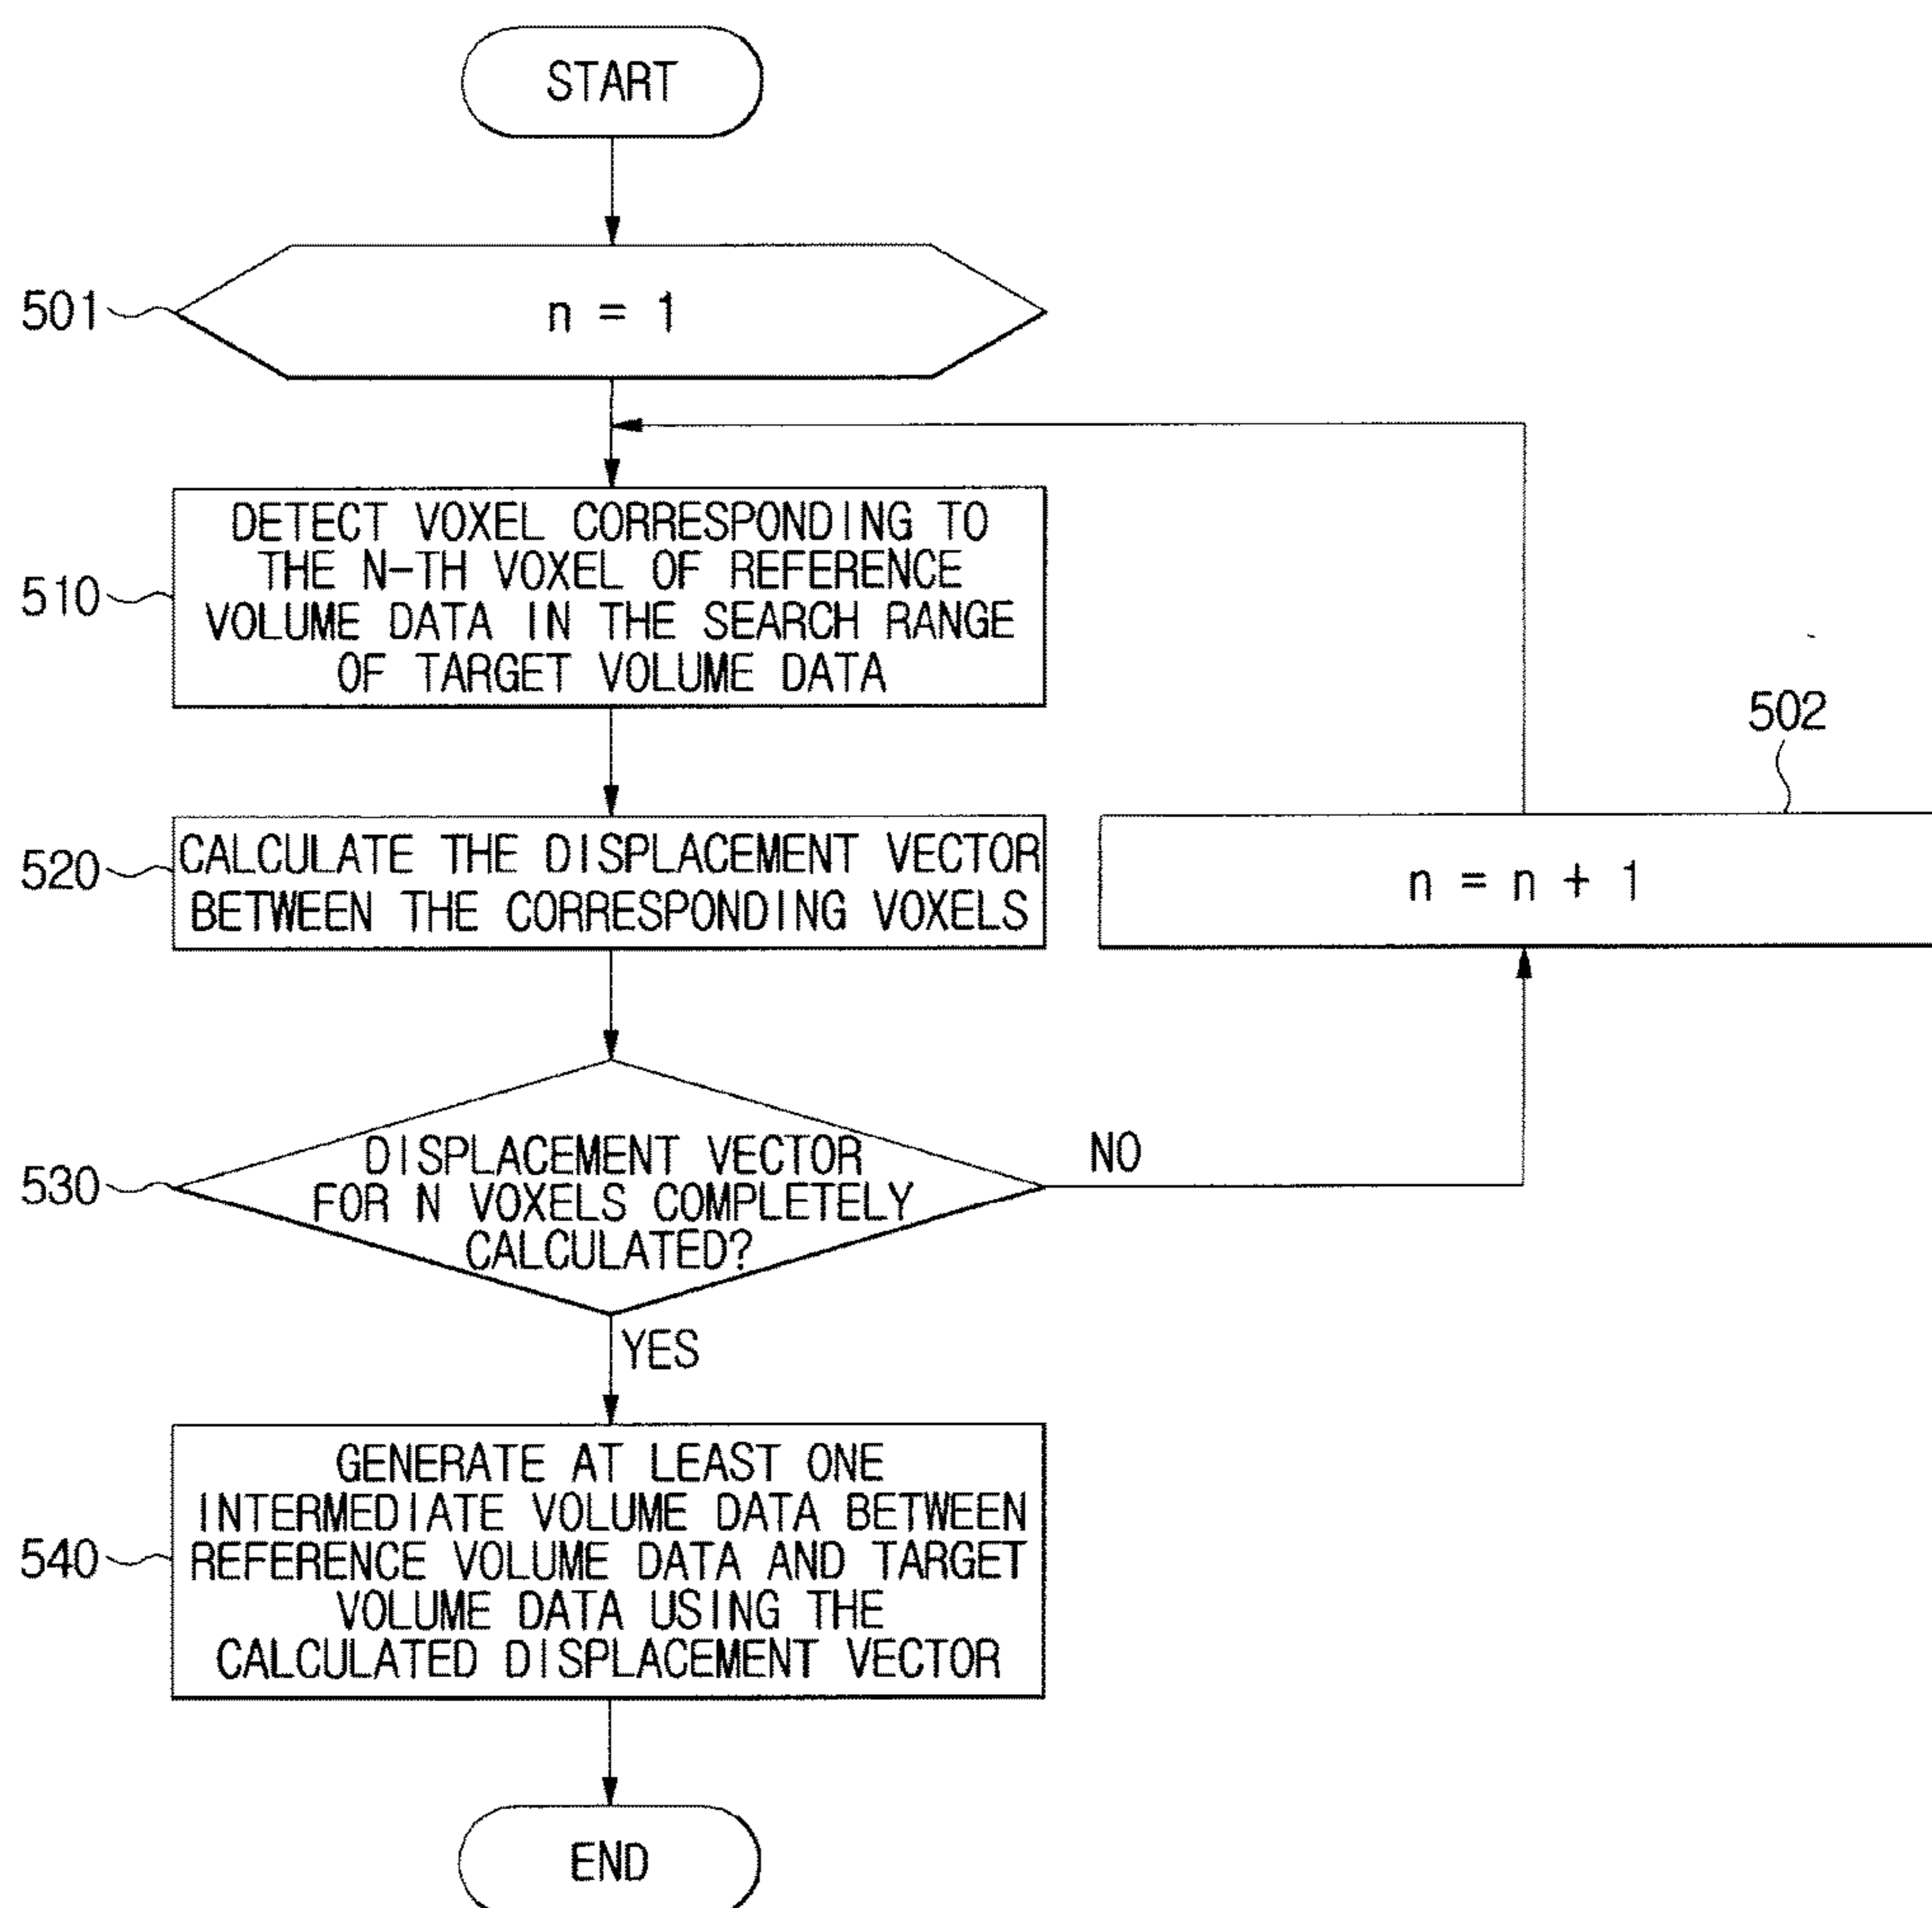 START
501
n = 1
DETECT VOXEL CORRESPONDING TO
THE N-TH VOXEL OF REFERENCE
VOLUME DATA IN THE SEARCH RANGE
OF TARGET VOLUME DATA
510
502
CALCULATE THE DISPLACEMENT VECTOR
BETWEEN THE CORRESPONDING VOXELS
520
n = n + 1
DISPLACEMENT VECTOR
FOR N VOXELS COMPLETELY
CALCULATED?
530
NO
YES
GENERATE AT LEAST ONE
INTERMEDIATE VOLUME DATA BETWEEN
REFERENCE VOLUME DATA AND TARGET
VOLUME DATA USING THE
CALCULATED DISPLACEMENT VECTOR
540
END